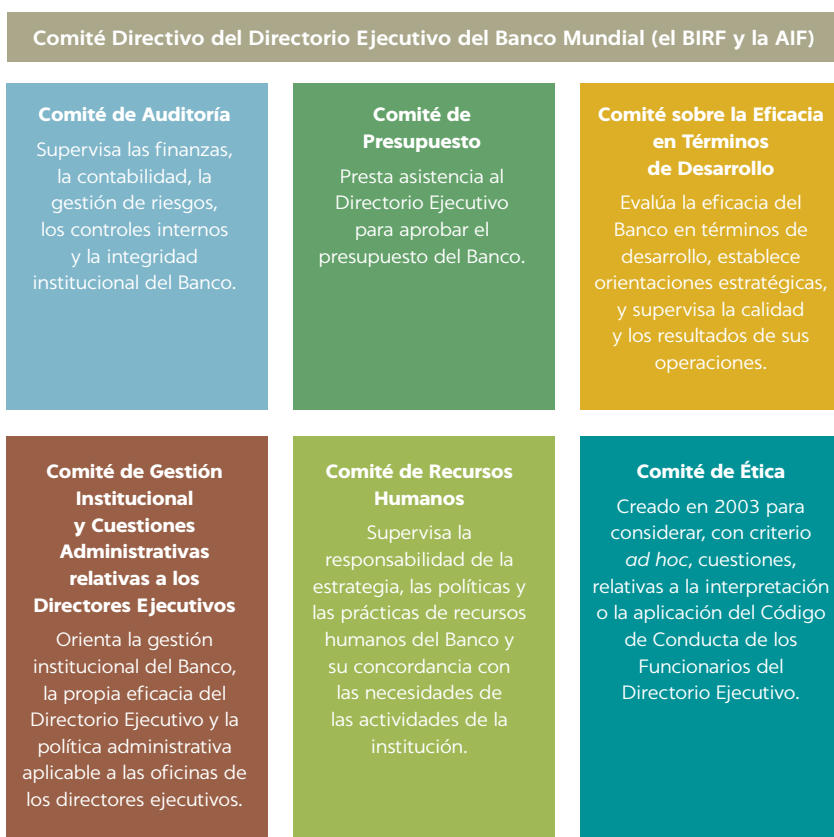 Comité Directivo del Directorio Ejecutivo del Banco Mundial (el BIRF y la AIF)
Comité de Auditoría
Supervisa las finanzas,
la contabilidad, la
gestión de riesgos,
los controles internos
y la integridad
institucional del Banco.
Comité de
Presupuesto
Presta asistencia al
Directorio Ejecutivo
para aprobar el
presupuesto del Banco.
Comité sobre la Eficacia
en Términos
de Desarrollo
Evalúa la eficacia del
Banco en términos de
desarrollo, establece
orientaciones estratégicas,
y supervisa la calidad
y los resultados de sus
operaciones.
Comité de Gestión
Institucional
y Cuestiones
Administrativas
relativas a los
Directores Ejecutivos
Orienta la gestión
institucional del Banco,
la propia eficacia del
Directorio Ejecutivo y la
política administrativa
aplicable a las oficinas de
los directores ejecutivos.
Comité de Recursos
Humanos
Supervisa la
responsabilidad de la
estrategia, las políticas y
las prácticas de recursos
humanos del Banco y
su concordancia con
las necesidades de
las actividades de la
institución.
Comité de Ética
Creado en 2003 para
considerar, con criterio
ad hoc, cuestiones,
relativas a la interpretación
o la aplicación del Código
de Conducta de los
Funcionarios del
Directorio Ejecutivo.